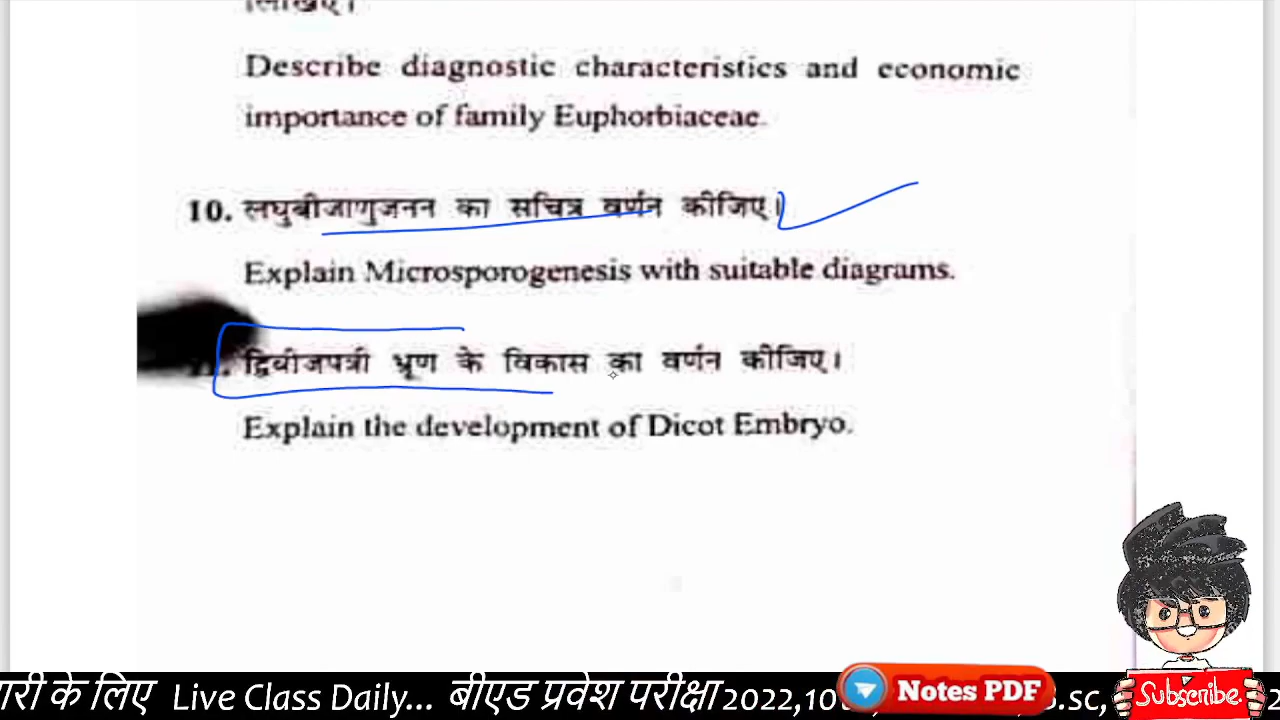 लिखिए।
Describe diagnostic characteristics and economic
importance of family Euphorbiaceae.
10. लघुबीजाणुजनन का सचित्र वर्णन कीजिए।
Explain Microsporogenesis with suitable diagrams.
द्विबीजपत्री भ्रूण के विकास का वर्णन कीजिए।
Explain the development of Dicot Embryo.
के लिए Live Class Daily... बीएड प्रवेश परीक्षा 2022,
Notes PDF
Subscribe